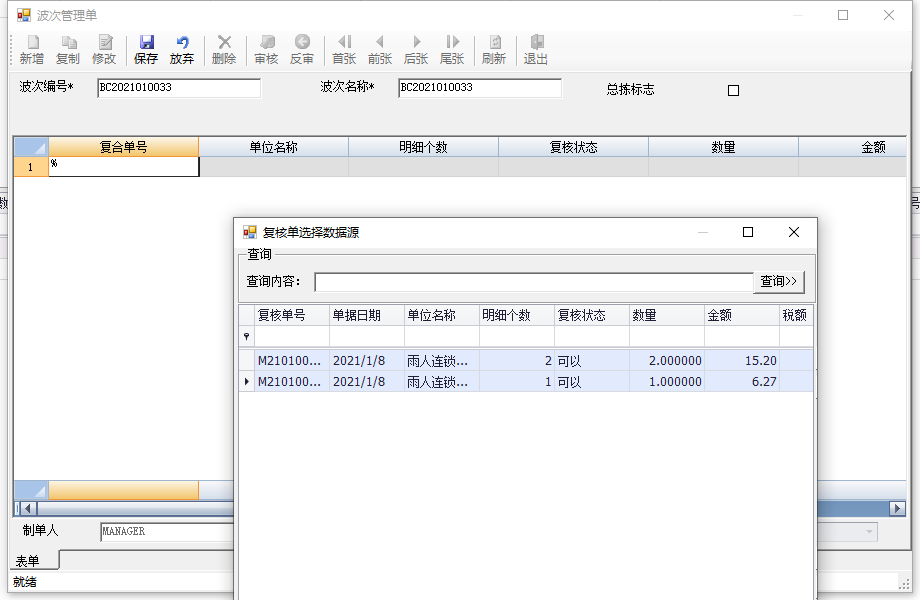 波次管理单
新增 复制 修改 保存 放弃 删除 审核 反审 首张 前张 后张 尾张 刷新 退出
波次编号* BC2021010033 波次名称* BC2021010033 总拣标志
复合单号 单位名称 明细个数 复核状态 数量 金额
1 %
复核单选择数据源
查询
查询内容: 查询>>
复核单号 单据日期 单位名称 明细个数 复核状态 数量 金额 税额
M210100... 2021/1/8 雨人连锁... 2 可以 2.000000 15.20
M210100... 2021/1/8 雨人连锁... 1 可以 1.000000 6.27
制单人 MANAGER
表单
就绪